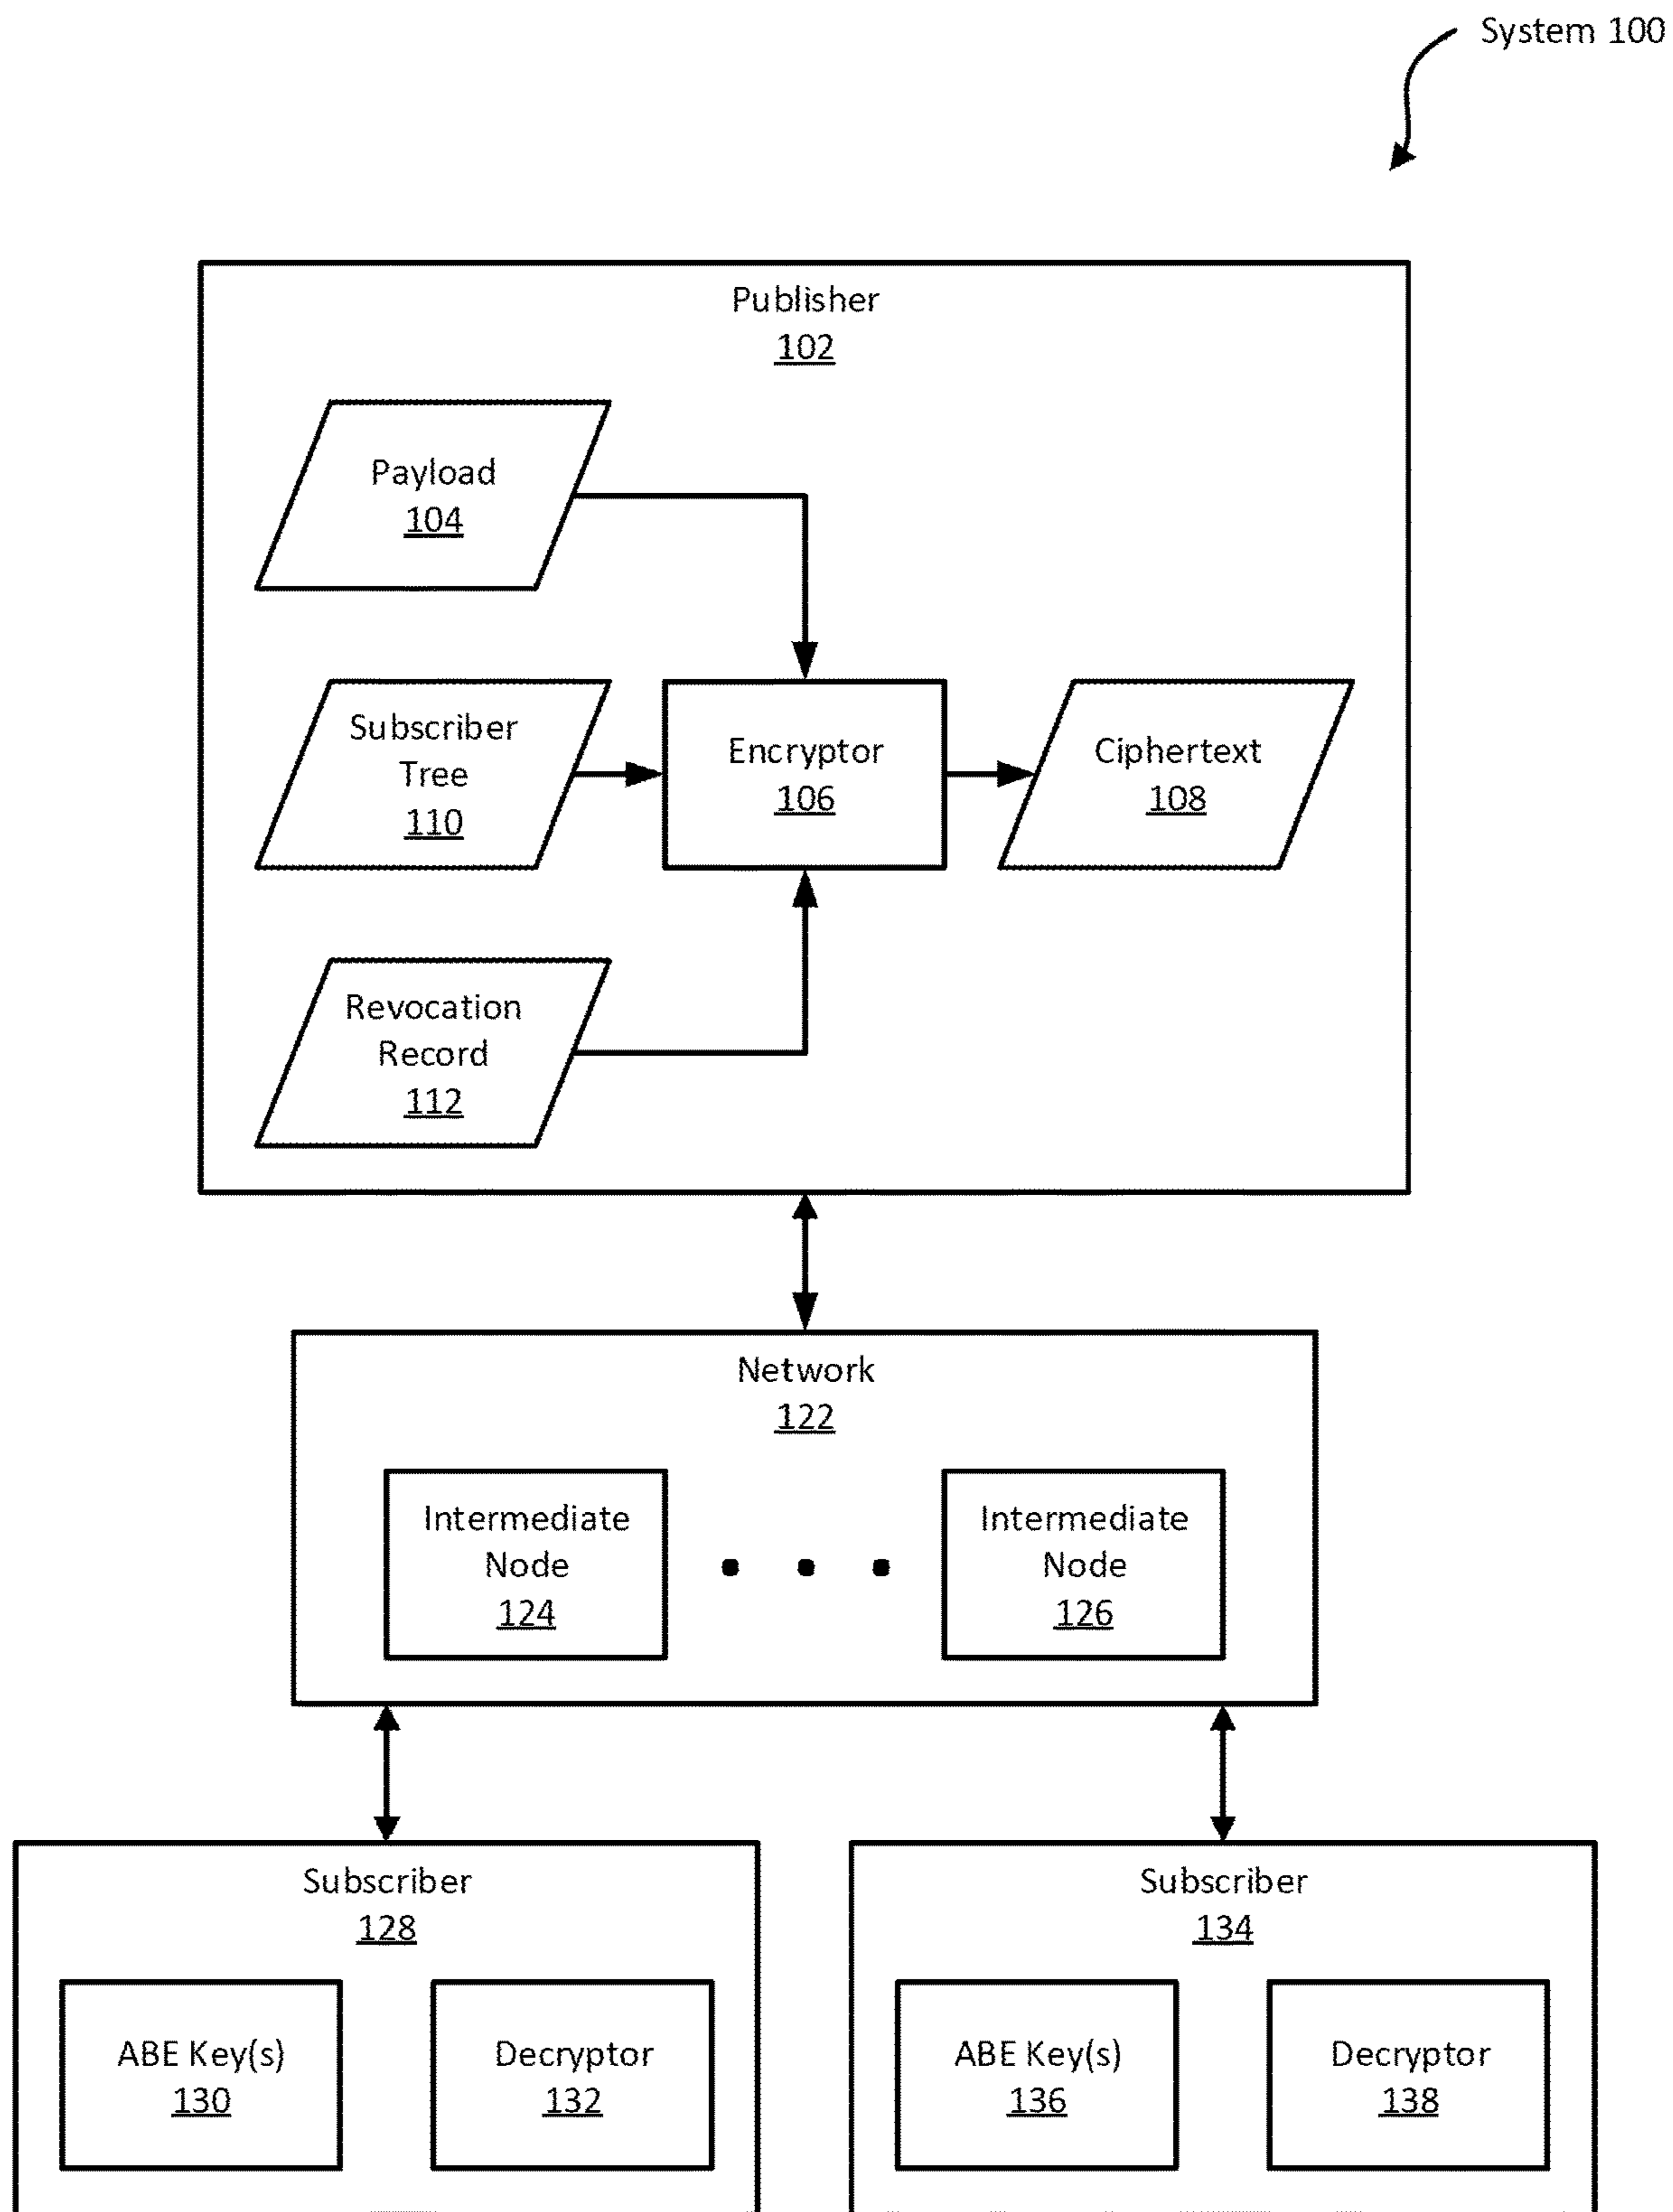 System 100
Publisher
102
Payload
104
Subscriber
Tree
110
Encryptor
106
Ciphertext
108
Revocation
Record
112
Network
122
Intermediate
Node
124
Intermediate
Node
126
Subscriber
128
ABE Key(s)
130
Decryptor
132
Subscriber
134
ABE Key(s)
136
Decryptor
138